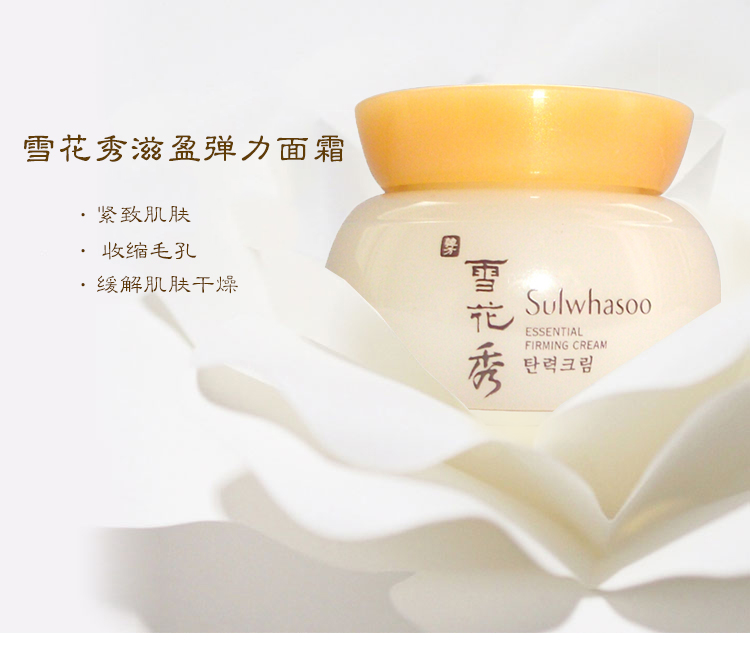 雪花秀滋盈弹力面霜
· 紧致肌肤
· 收缩毛孔
· 缓解肌肤干燥
雪花秀
Sulwhasoo
ESSENTIAL
FIRMING CREAM
탄력크림